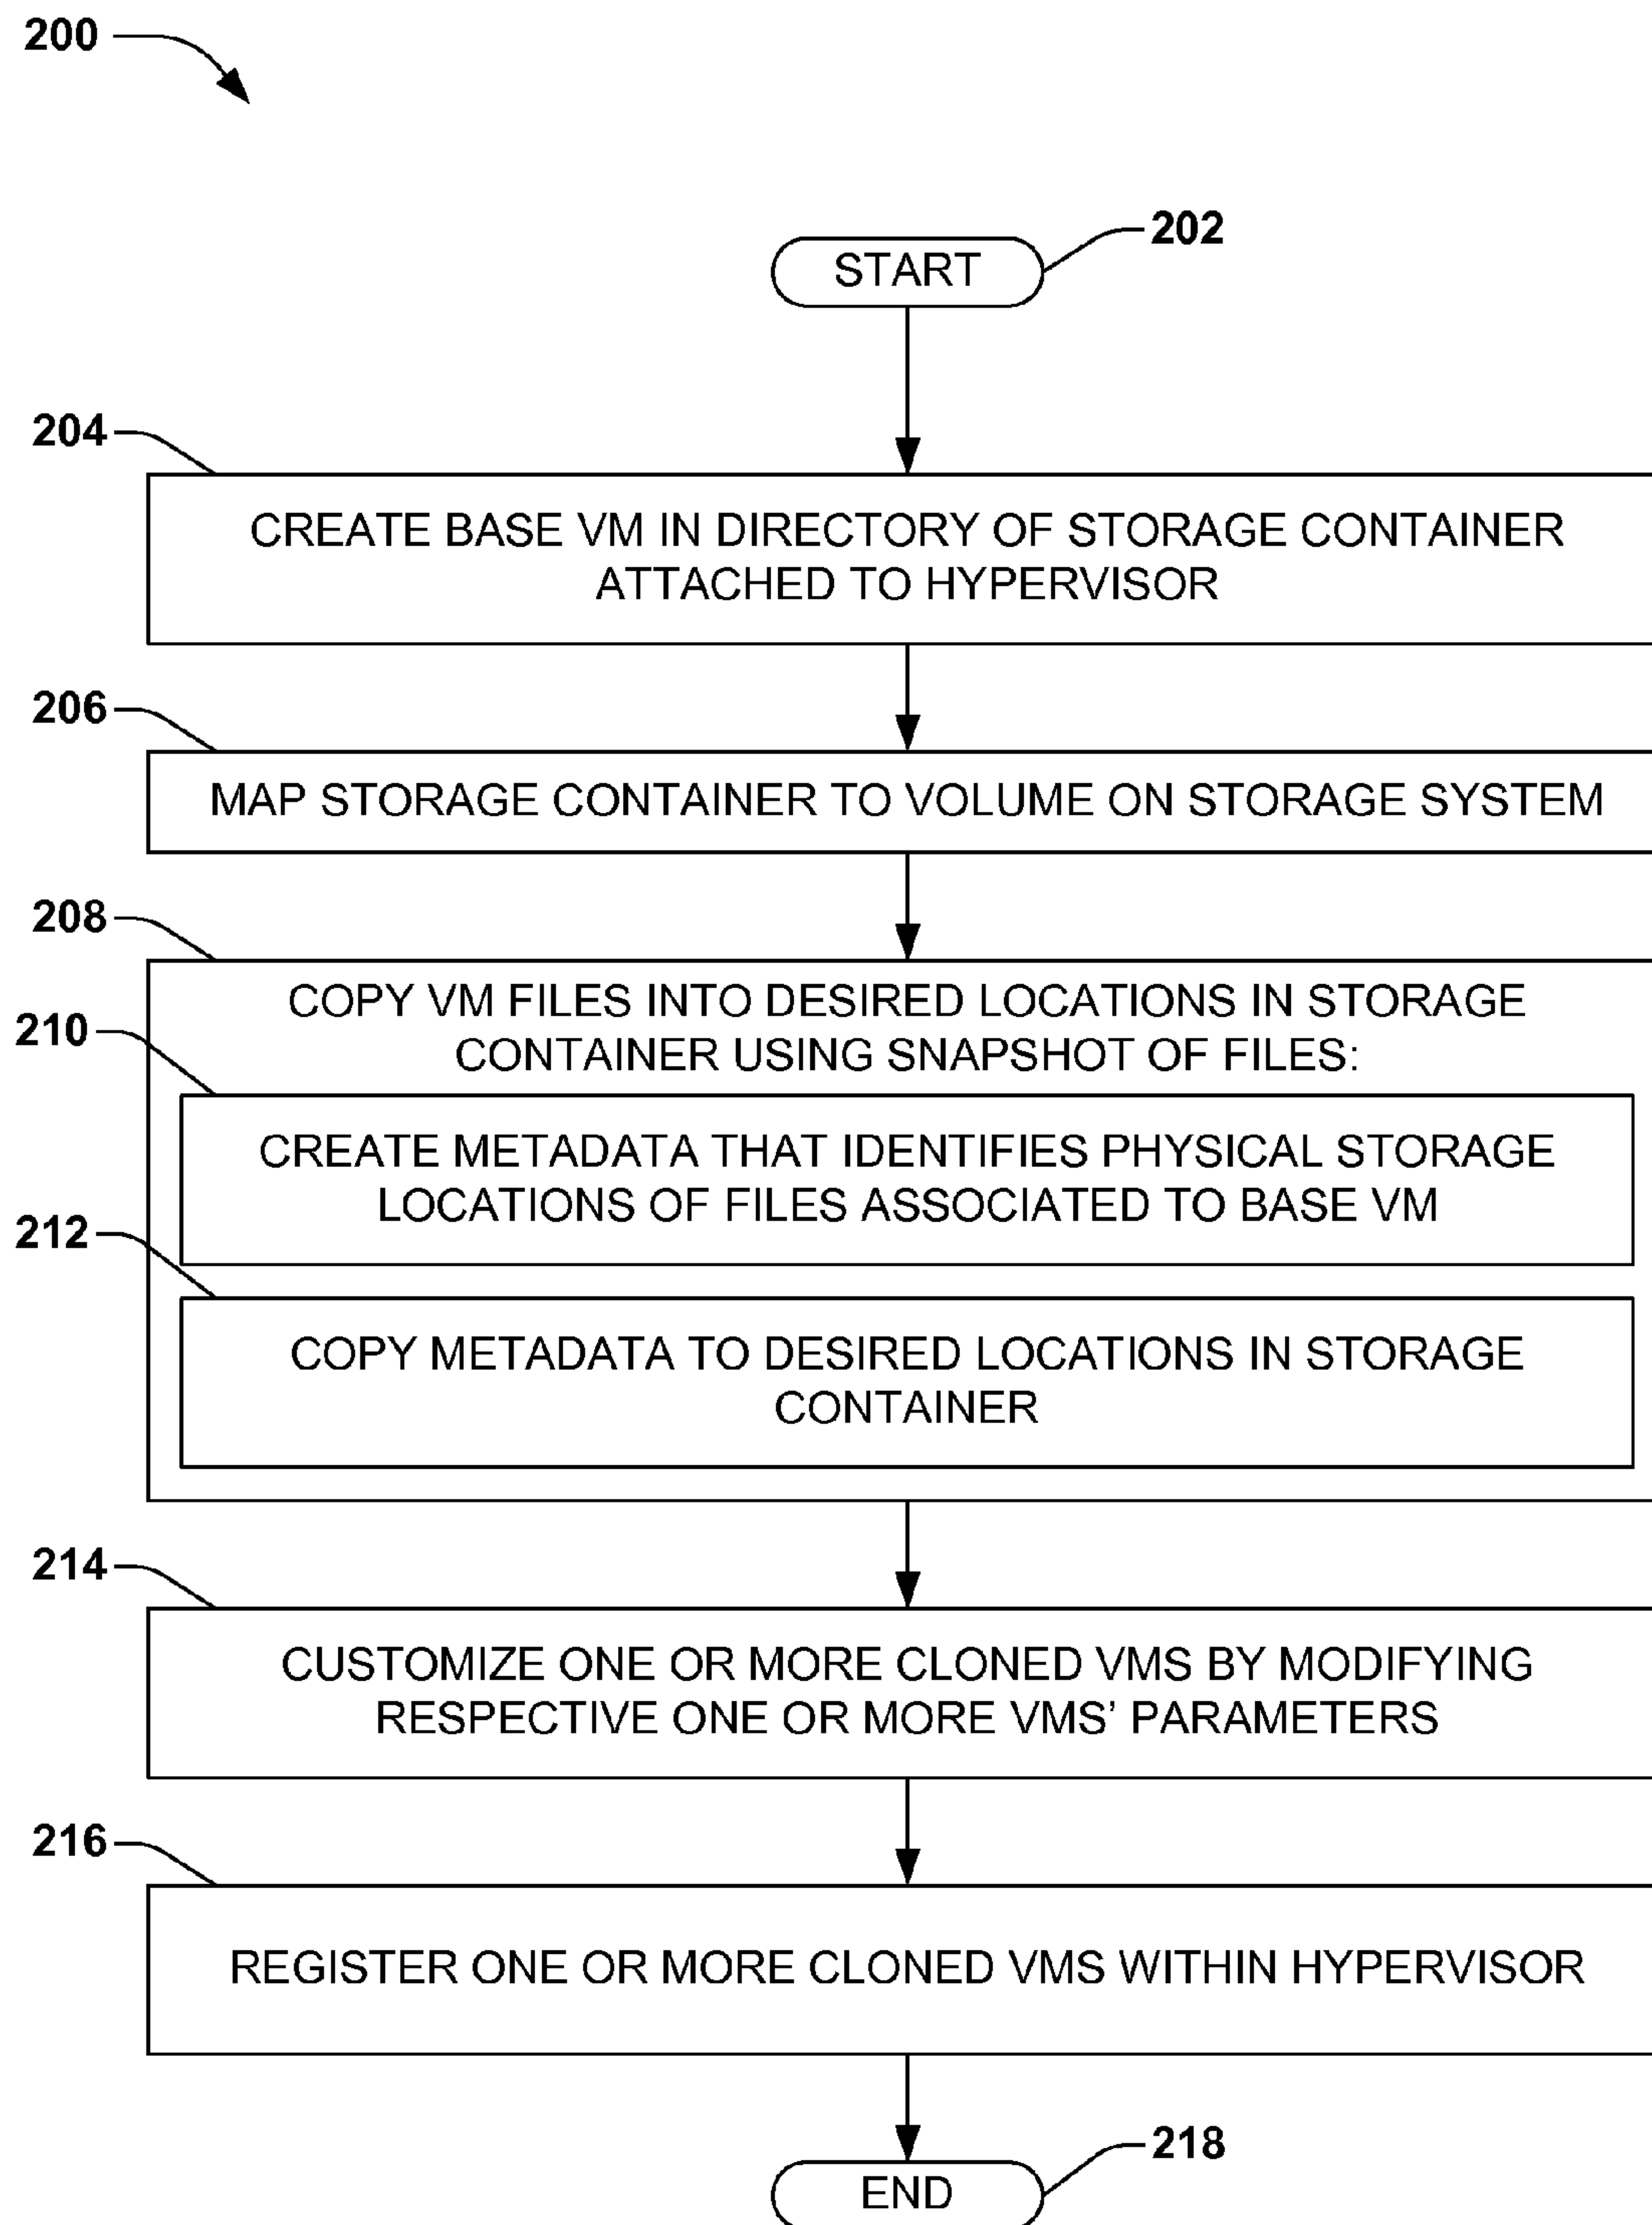 200
202
START
204
CREATE BASE VM IN DIRECTORY OF STORAGE CONTAINER
ATTACHED TO HYPERVISOR
206
MAP STORAGE CONTAINER TO VOLUME ON STORAGE SYSTEM
208
COPY VM FILES INTO DESIRED LOCATIONS IN STORAGE
CONTAINER USING SNAPSHOT OF FILES:
210
CREATE METADATA THAT IDENTIFIES PHYSICAL STORAGE
LOCATIONS OF FILES ASSOCIATED TO BASE VM
212
COPY METADATA TO DESIRED LOCATIONS IN STORAGE
CONTAINER
214
CUSTOMIZE ONE OR MORE CLONED VMS BY MODIFYING
RESPECTIVE ONE OR MORE VMS' PARAMETERS
216
REGISTER ONE OR MORE CLONED VMS WITHIN HYPERVISOR
218
END